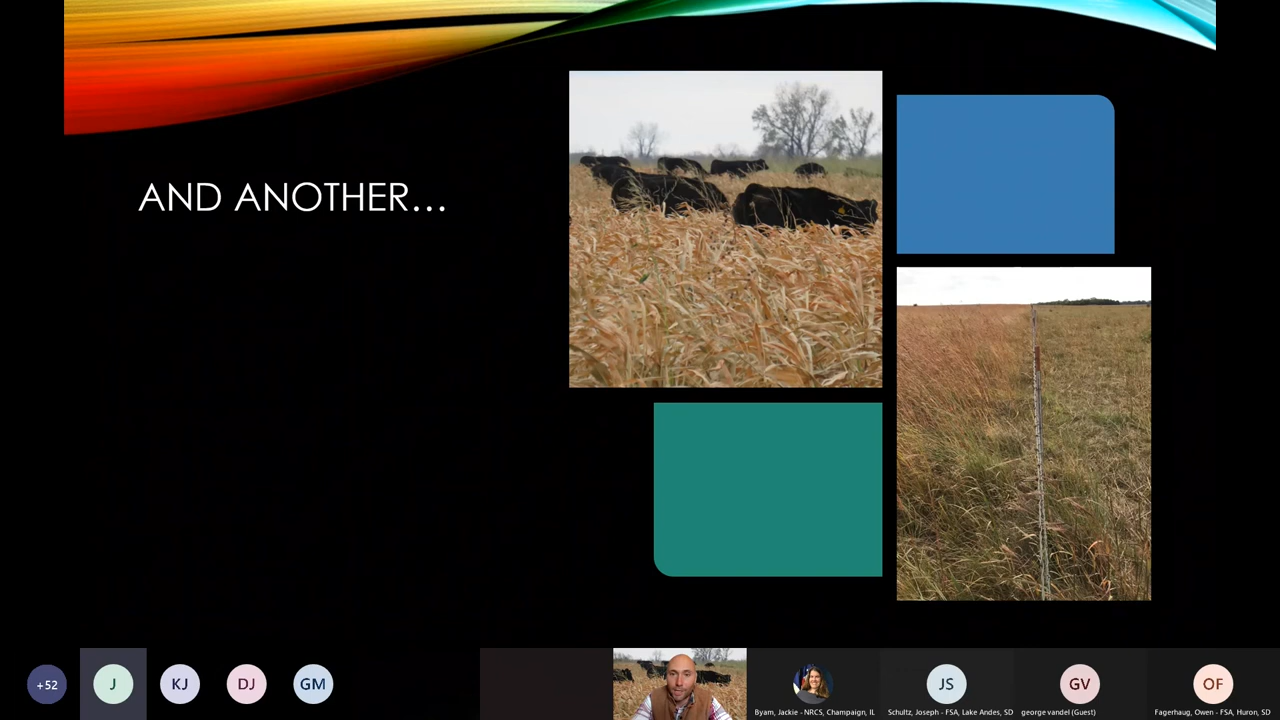 AND ANOTHER...
+52
J
KJ
DJ
GM
Byam, Jackie - NRCS, Champaign, IL
JS
Schultz, Joseph - FSA, Lake Andes, SD
GV
george vandel (Guest)
OF
Fagerhaug, Owen - FSA, Huron, SD